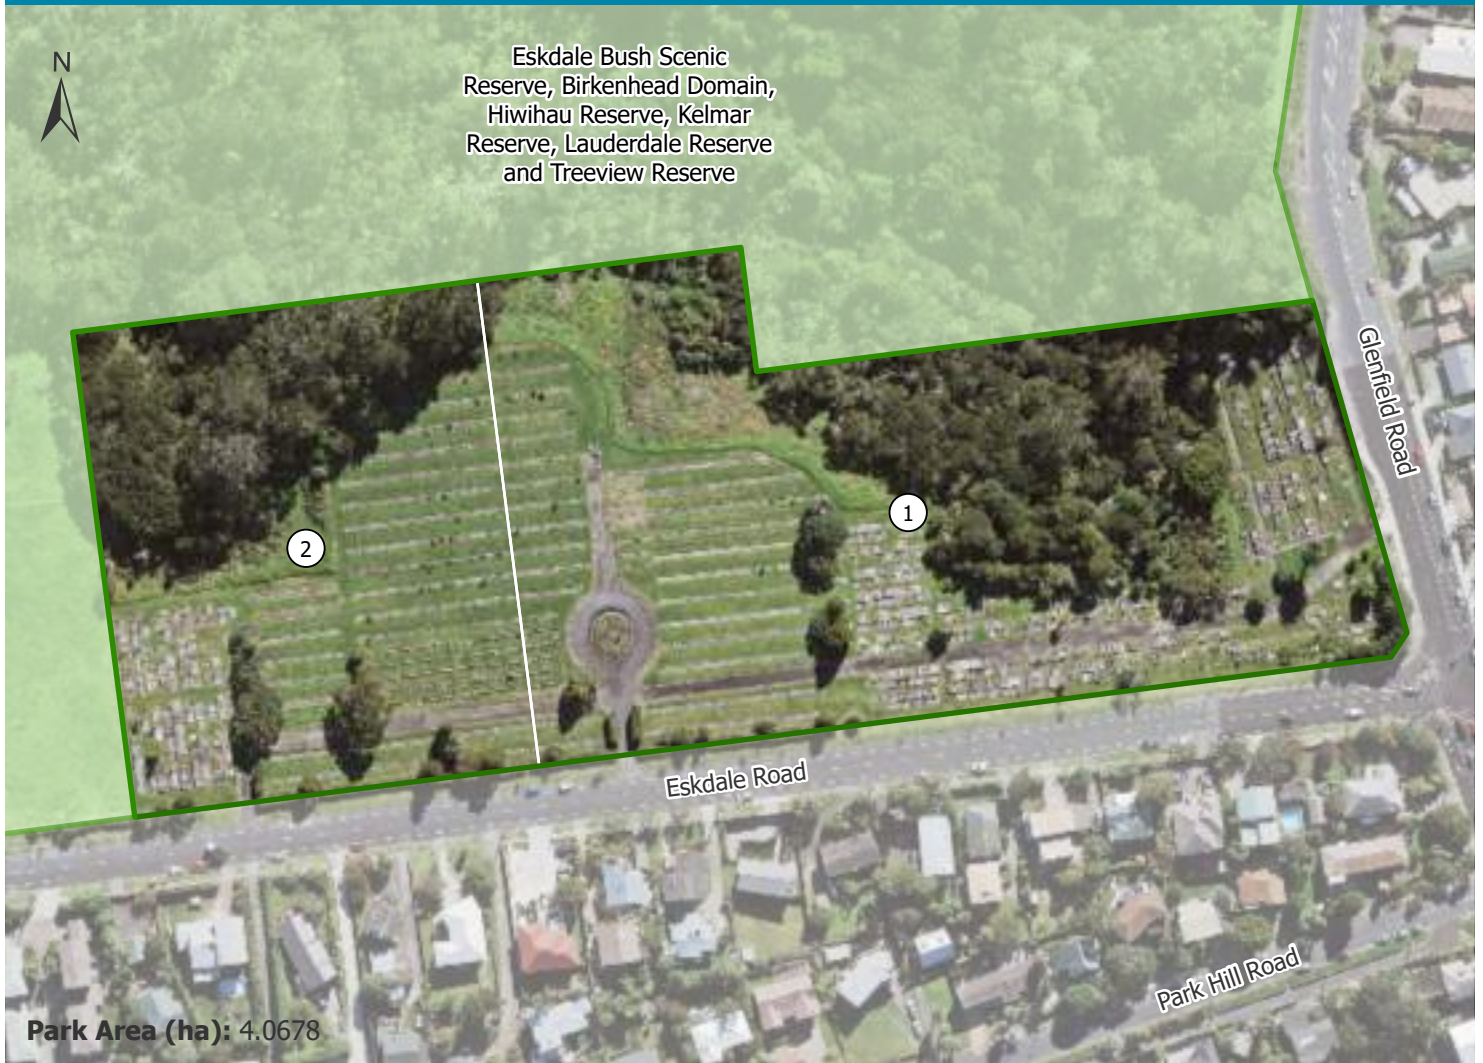 N
Eskdale Bush Scenic
Reserve, Birkenhead Domain,
Hiwihau Reserve, Kelmar
Reserve, Lauderdale Reserve
and Treeview Reserve
Glenfield Road
1
2
Eskdale Road
Park Hill Road
Park Area (ha): 4.0678